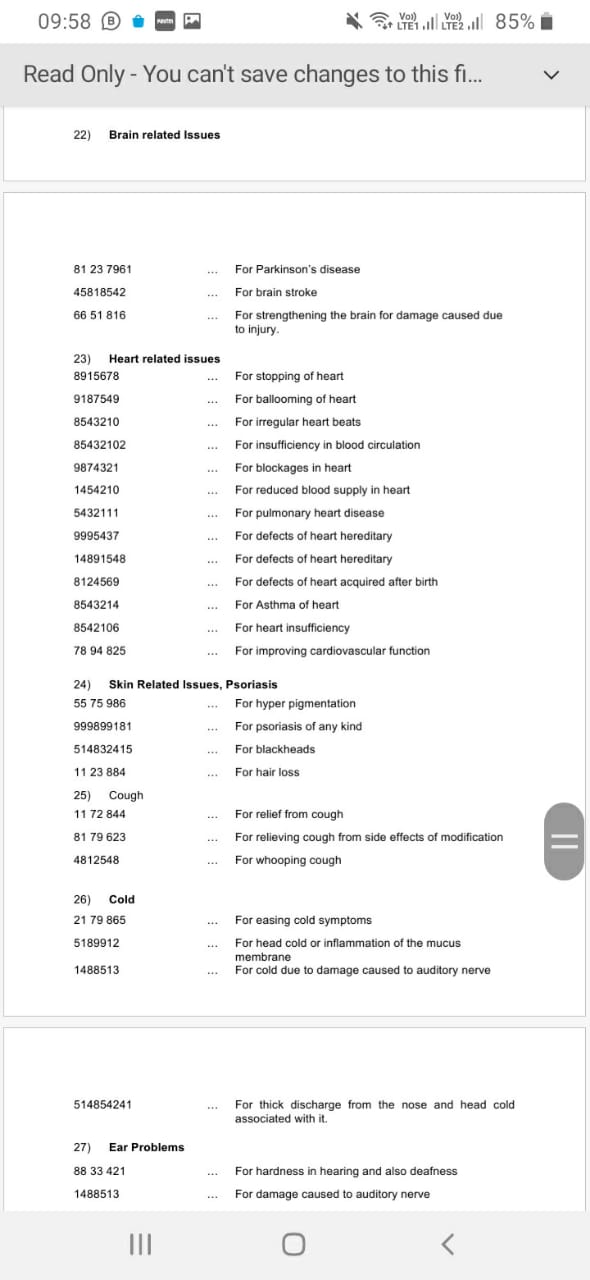 09:58 B Paytm Vo)) LTE1 Vo)) LTE2 85%
Read Only - You can't save changes to this fi...
22) Brain related Issues
81 23 7961 ... For Parkinson's disease
45818542 ... For brain stroke
66 51 816 ... For strengthening the brain for damage caused due
to injury.
23) Heart related issues
8915678 ... For stopping of heart
9187549 ... For ballooming of heart
8543210 ... For irregular heart beats
85432102 ... For insufficiency in blood circulation
9874321 ... For blockages in heart
1454210 ... For reduced blood supply in heart
5432111 ... For pulmonary heart disease
9995437 ... For defects of heart hereditary
14891548 ... For defects of heart hereditary
8124569 ... For defects of heart acquired after birth
8543214 ... For Asthma of heart
8542106 ... For heart insufficiency
78 94 825 ... For improving cardiovascular function
24) Skin Related Issues, Psoriasis
55 75 986 ... For hyper pigmentation
999899181 ... For psoriasis of any kind
514832415 ... For blackheads
11 23 884 ... For hair loss
25) Cough
11 72 844 ... For relief from cough
81 79 623 ... For relieving cough from side effects of modification
4812548 ... For whooping cough
26) Cold
21 79 865 ... For easing cold symptoms
5189912 ... For head cold or inflammation of the mucus
membrane
1488513 ... For cold due to damage caused to auditory nerve
514854241 ... For thick discharge from the nose and head cold
associated with it.
27) Ear Problems
88 33 421 ... For hardness in hearing and also deafness
1488513 ... For damage caused to auditory nerve